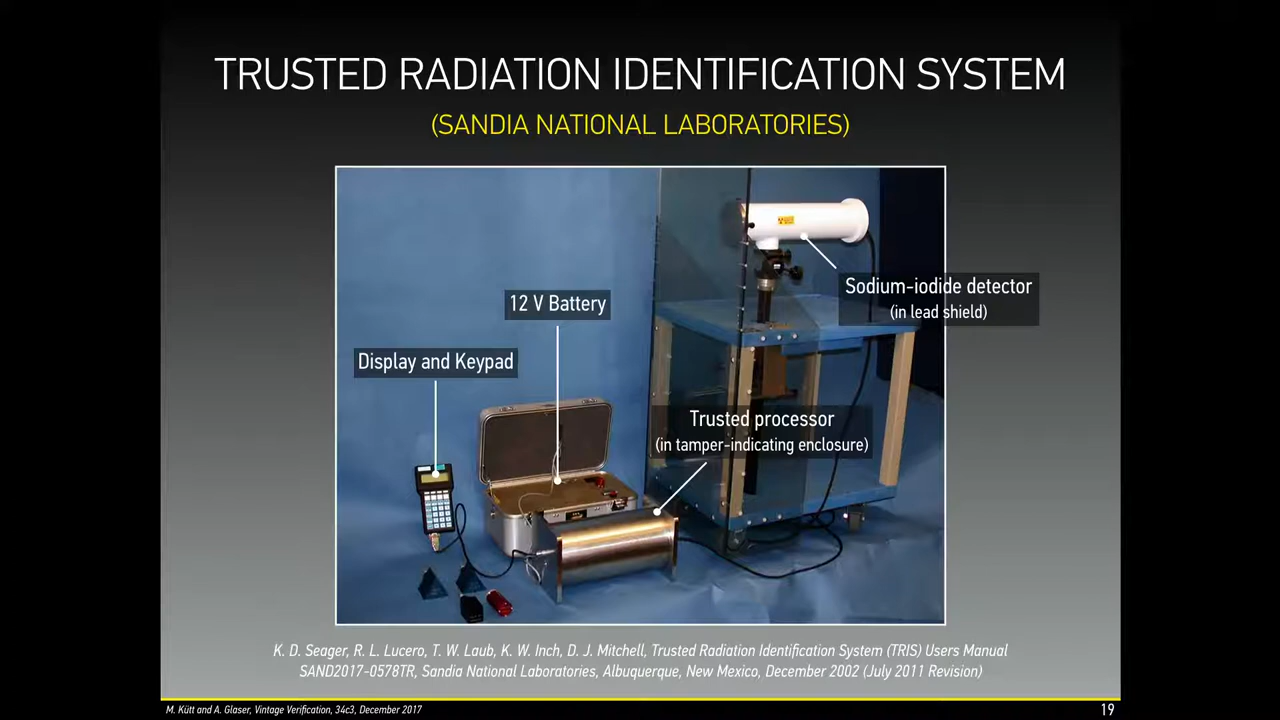 TRUSTED RADIATION IDENTIFICATION SYSTEM
(SANDIA NATIONAL LABORATORIES)
Sodium-iodide detector
(in lead shield)
12 V Battery
Display and Keypad
Trusted processor
(in tamper-indicating enclosure)
K. D. Seager, R. L. Lucero, T. W. Laub, K. W. Inch, D. J. Mitchell, Trusted Radiation Identification System (TRIS) Users Manual
SAND2017-0578TR, Sandia National Laboratories, Albuquerque, New Mexico, December 2002 (July 2011 Revision)
M. Kütt and A. Glaser, Vintage Verification, 34c3, December 2017
19